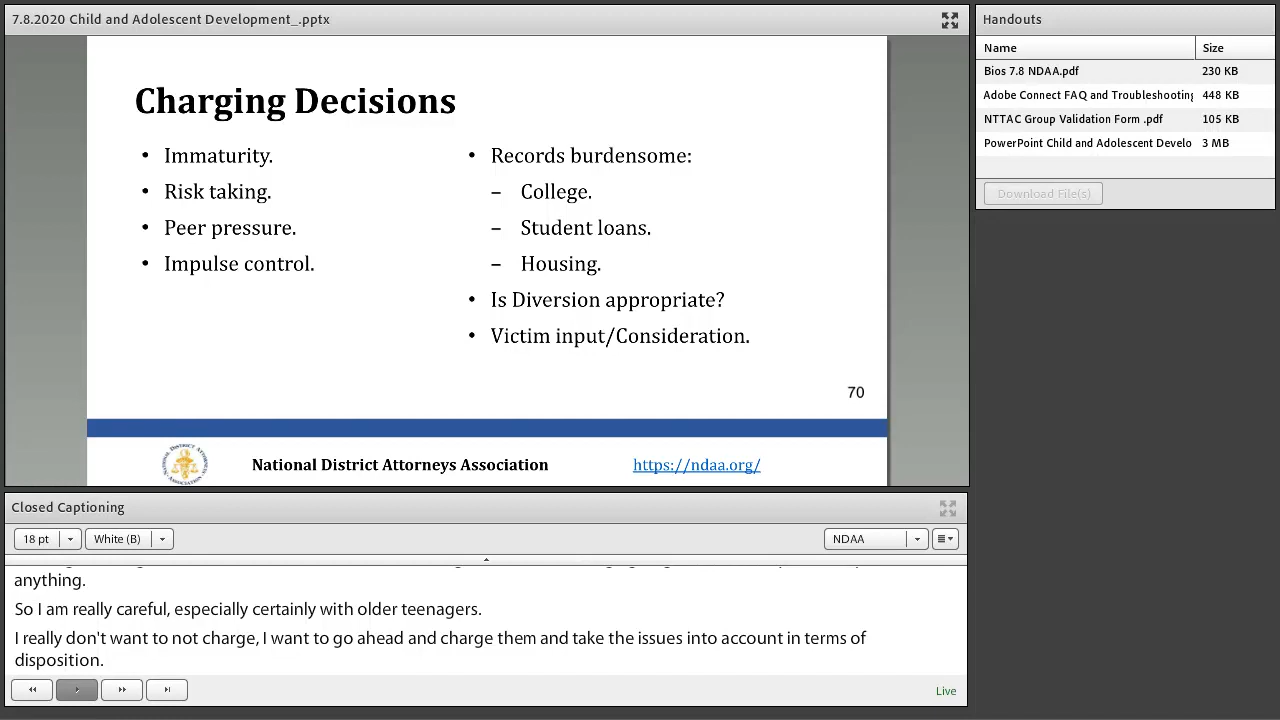 7.8.2020 Child and Adolescent Development_.pptx
Charging Decisions
• Immaturity.
• Risk taking.
• Peer pressure.
• Impulse control.
• Records burdensome:
– College.
– Student loans.
– Housing.
• Is Diversion appropriate?
• Victim input/Consideration.
70
National District Attorneys Association
https://ndaa.org/
Closed Captioning
18 pt
White (B)
NDAA
anything.
So I am really careful, especially certainly with older teenagers.
I really don't want to not charge, I want to go ahead and charge them and take the issues into account in terms of
disposition.
Live
Handouts
Name Size
Bios 7.8 NDAA.pdf 230 KB
Adobe Connect FAQ and Troubleshooting 448 KB
NTTAC Group Validation Form .pdf 105 KB
PowerPoint Child and Adolescent Develo 3 MB
Download File(s)